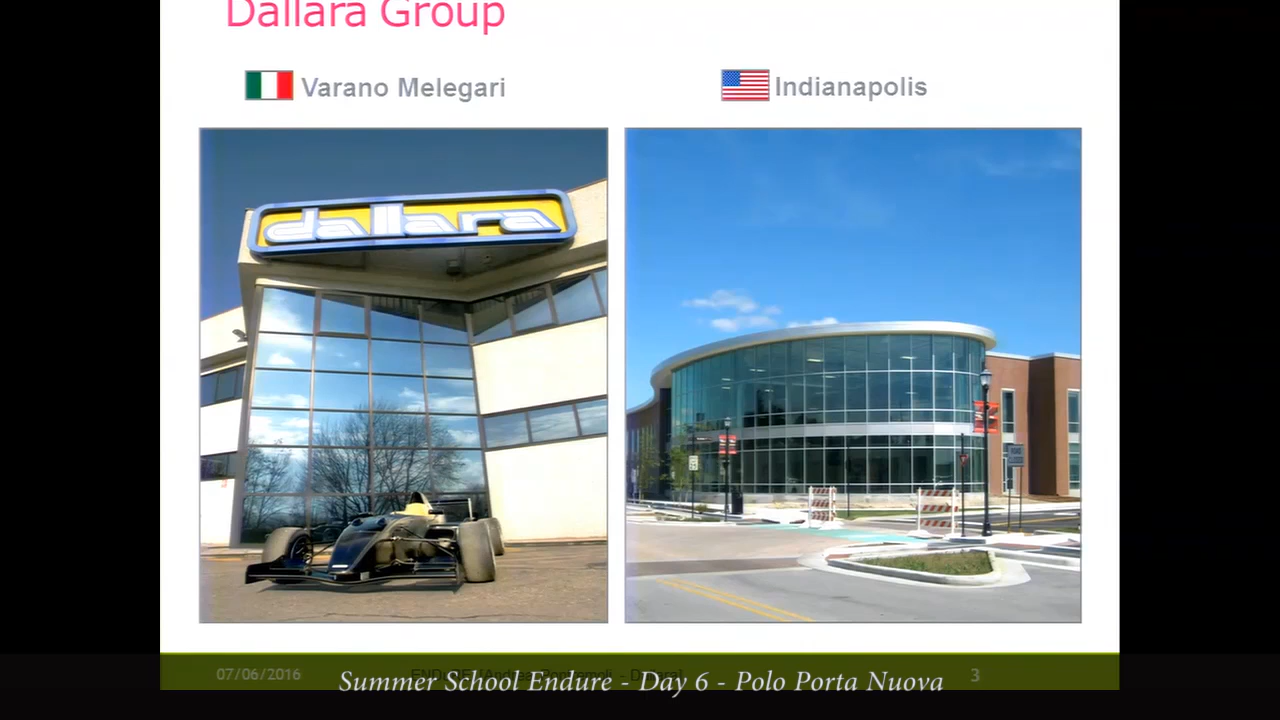 Dallara Group
Varano Melegari
Indianapolis
dallara
07/06/2016
3
Summer School Endure - Day 6 - Polo Porta Nuova